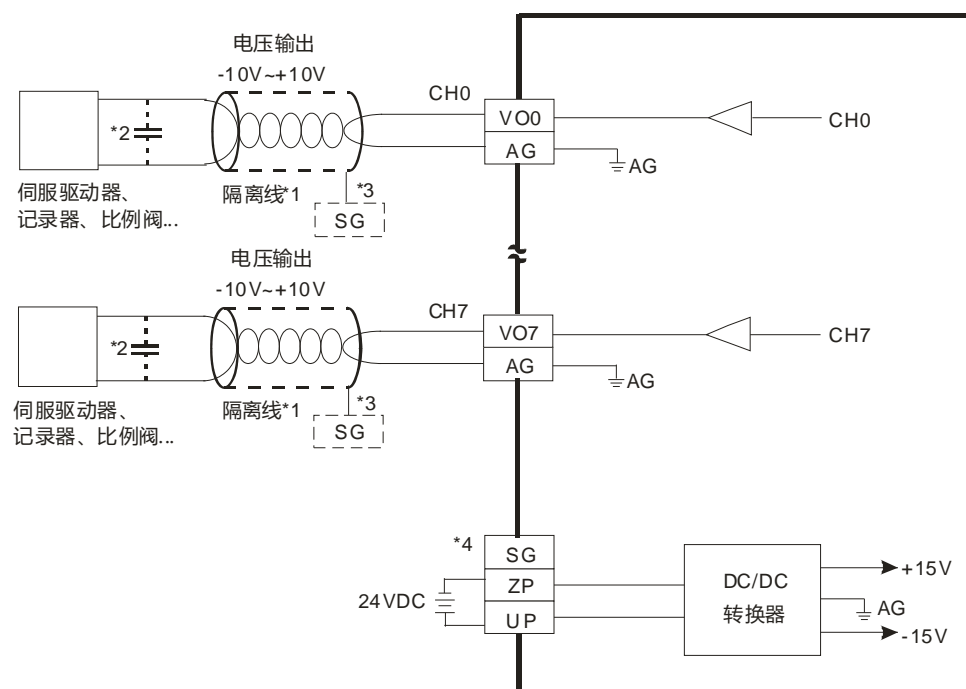 电压输出
-10V~+10V
CH0
VO0
CH0
*2
AG
AG
伺服驱动器、
记录器、比例阀...
隔离线*1
*3
SG
电压输出
-10V~+10V
CH7
VO7
CH7
*2
AG
AG
伺服驱动器、
记录器、比例阀...
隔离线*1
*3
SG
*4
SG
24VDC
ZP
UP
DC/DC
转换器
+15V
AG
-15V